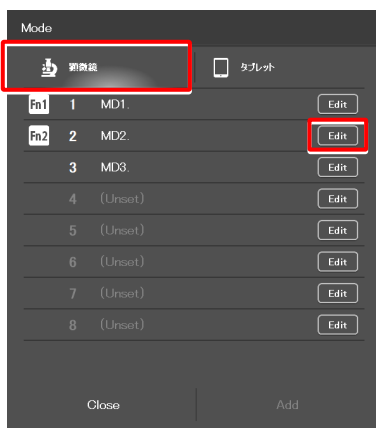 Mode
顕微鏡 タブレット
Fn1 1 MD1. Edit
Fn2 2 MD2. Edit
3 MD3. Edit
4 (Unset) Edit
5 (Unset) Edit
6 (Unset) Edit
7 (Unset) Edit
8 (Unset) Edit
Close Add